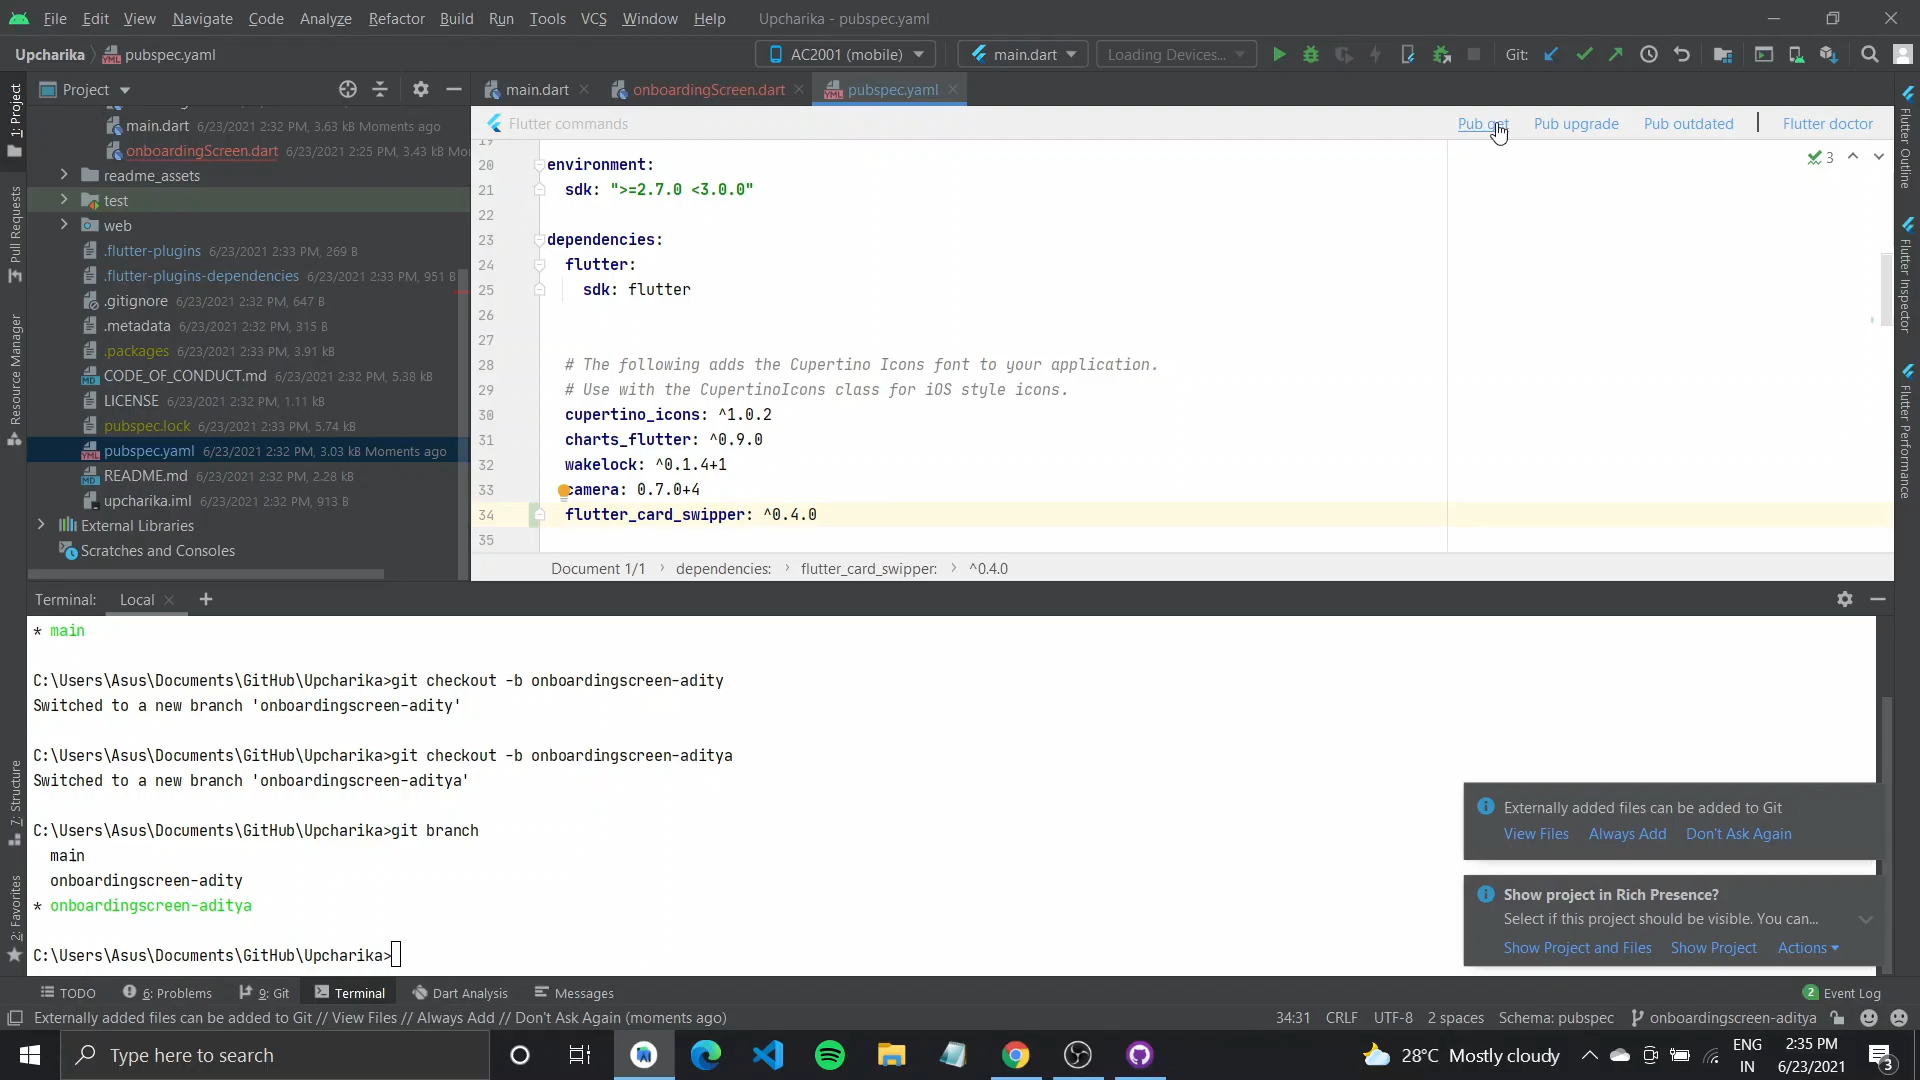 File Edit View Navigate Code Analyze Refactor Build Run Tools VCS Window Help Upcharika - pubspec.yaml
Upcharika pubspec.yaml AC2001 (mobile) main.dart Loading Devices... Git:
Project main.dart onboardingScreen.dart pubspec.yaml
Flutter commands Pub get Pub upgrade Pub outdated Flutter doctor
main.dart 6/23/2021 2:32 PM, 3.63 kB Moments ago
onboardingScreen.dart 6/23/2021 2:25 PM, 3.43 kB Mo
readme_assets
test
web
.flutter-plugins 6/23/2021 2:33 PM, 269 B
.flutter-plugins-dependencies 6/23/2021 2:33 PM, 951 B
.gitignore 6/23/2021 2:32 PM, 647 B
.metadata 6/23/2021 2:32 PM, 315 B
.packages 6/23/2021 2:33 PM, 3.91 kB
CODE_OF_CONDUCT.md 6/23/2021 2:32 PM, 5.38 kB
LICENSE 6/23/2021 2:32 PM, 1.11 kB
pubspec.lock 6/23/2021 2:33 PM, 5.74 kB
pubspec.yaml 6/23/2021 2:32 PM, 3.03 kB Moments ago
README.md 6/23/2021 2:32 PM, 2.28 kB
upcharika.iml 6/23/2021 2:32 PM, 913 B
External Libraries
Scratches and Consoles
1: Project
Pull Requests
Resource Manager
7: Structure
2: Favorites
19
20 environment:
21 sdk: ">=2.7.0 <3.0.0"
22
23 dependencies:
24 flutter:
25 sdk: flutter
26
27
28 # The following adds the Cupertino Icons font to your application.
29 # Use with the CupertinoIcons class for iOS style icons.
30 cupertino_icons: ^1.0.2
31 charts_flutter: ^0.9.0
32 wakelock: ^0.1.4+1
33 camera: 0.7.0+4
34 flutter_card_swipper: ^0.4.0
35
3
Document 1/1 dependencies: flutter_card_swipper: ^0.4.0
Flutter Outline
Flutter Inspector
Flutter Performance
Terminal: Local
* main
C:\Users\Asus\Documents\GitHub\Upcharika>git checkout -b onboardingscreen-adity
Switched to a new branch 'onboardingscreen-adity'
C:\Users\Asus\Documents\GitHub\Upcharika>git checkout -b onboardingscreen-aditya
Switched to a new branch 'onboardingscreen-aditya'
C:\Users\Asus\Documents\GitHub\Upcharika>git branch
main
onboardingscreen-adity
* onboardingscreen-aditya
C:\Users\Asus\Documents\GitHub\Upcharika>
Externally added files can be added to Git
View Files Always Add Don't Ask Again
Show project in Rich Presence?
Select if this project should be visible. You can...
Show Project and Files Show Project Actions
TODO 6: Problems 9: Git Terminal Dart Analysis Messages 2 Event Log
Externally added files can be added to Git // View Files // Always Add // Don't Ask Again (moments ago) 34:31 CRLF UTF-8 2 spaces Schema: pubspec onboardingscreen-aditya
Type here to search 28°C Mostly cloudy ENG IN 2:35 PM 6/23/2021 3